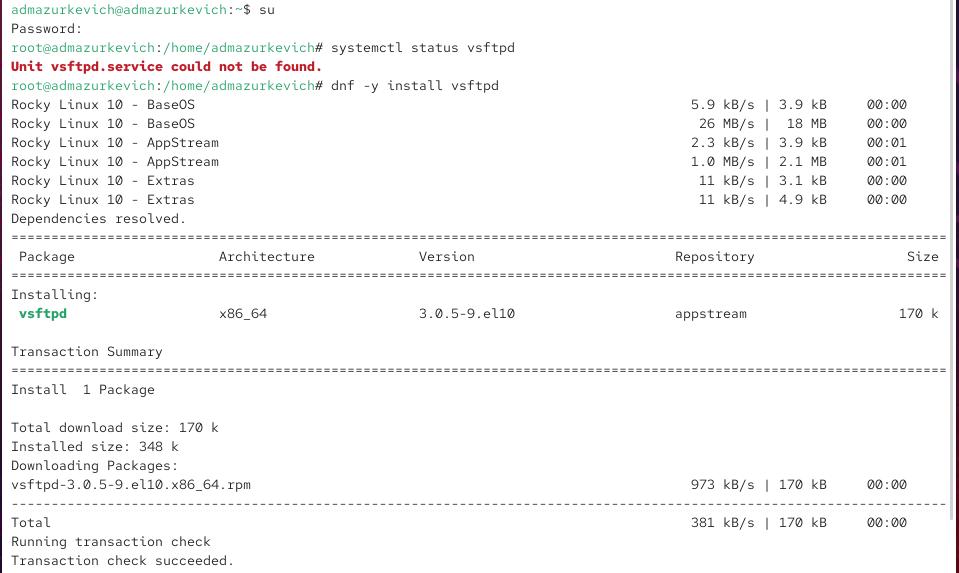 admazurkevich@admazurkevich:~$ su
Password:
root@admazurkevich:/home/admazurkevich# systemctl status vsftpd
Unit vsftpd.service could not be found.
root@admazurkevich:/home/admazurkevich# dnf -y install vsftpd
Rocky Linux 10 - BaseOS 5.9 kB/s | 3.9 kB 00:00
Rocky Linux 10 - BaseOS 26 MB/s | 18 MB 00:00
Rocky Linux 10 - AppStream 2.3 kB/s | 3.9 kB 00:01
Rocky Linux 10 - AppStream 1.0 MB/s | 2.1 MB 00:01
Rocky Linux 10 - Extras 11 kB/s | 3.1 kB 00:00
Rocky Linux 10 - Extras 11 kB/s | 4.9 kB 00:00
Dependencies resolved.
================================================================================
Package Architecture Version Repository Size
================================================================================
Installing:
vsftpd x86_64 3.0.5-9.el10 appstream 170 k
Transaction Summary
================================================================================
Install 1 Package
Total download size: 170 k
Installed size: 348 k
Downloading Packages:
vsftpd-3.0.5-9.el10.x86_64.rpm 973 kB/s | 170 kB 00:00
--------------------------------------------------------------------------------
Total 381 kB/s | 170 kB 00:00
Running transaction check
Transaction check succeeded.